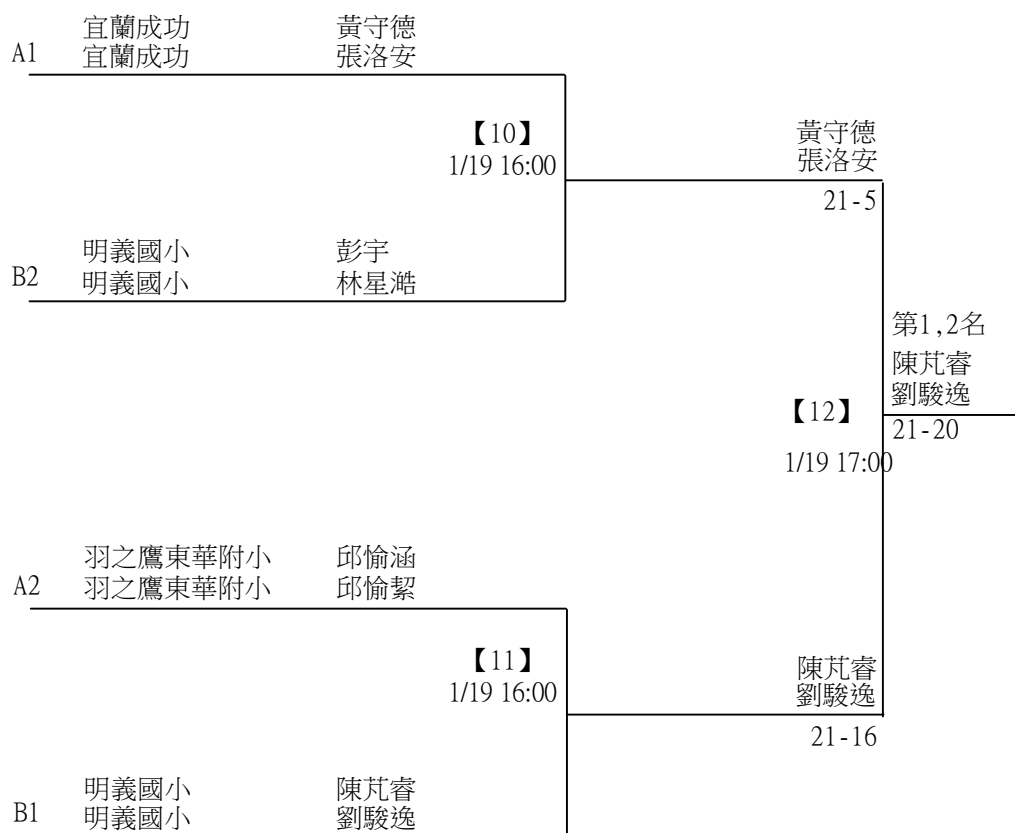 宜蘭成功 黃守德
A1 宜蘭成功 張洛安
【10】
1/19 16:00
黃守德
張洛安
21-5
明義國小 彭宇
B2 明義國小 林星澔
第1,2名
陳芃睿
劉駿逸
【12】
21-20
1/19 17:00
羽之鷹東華附小 邱愉涵
A2 羽之鷹東華附小 邱愉絜
【11】
1/19 16:00
陳芃睿
劉駿逸
21-16
明義國小 陳芃睿
B1 明義國小 劉駿逸